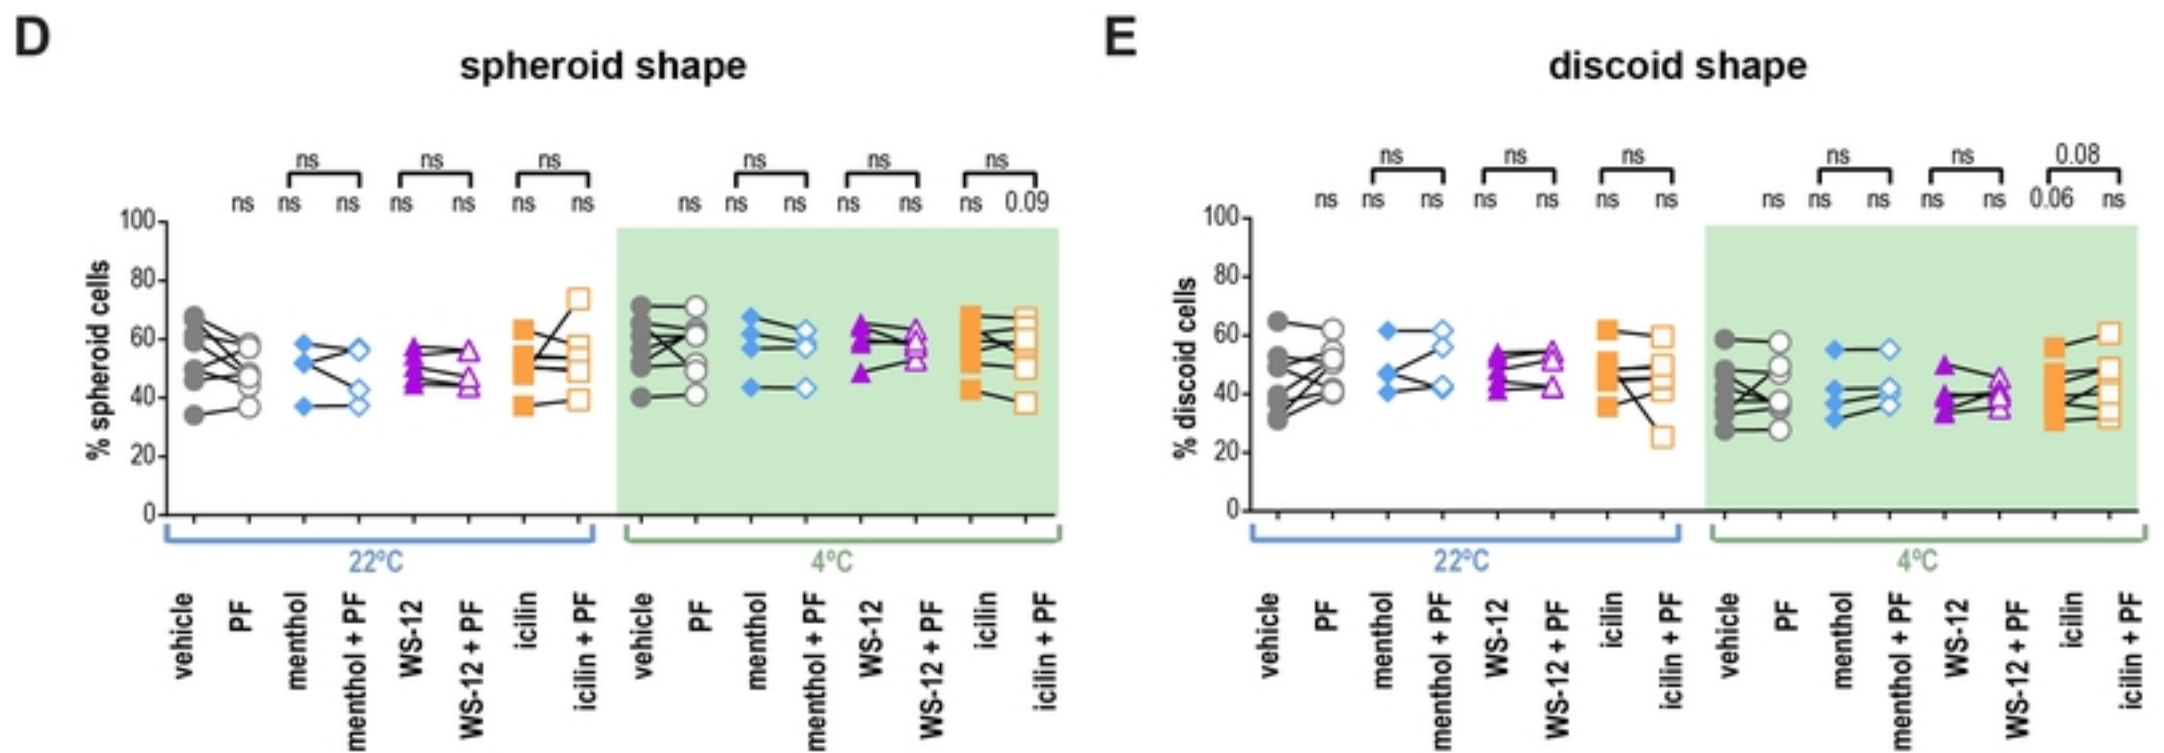 D
spheroid shape
ns ns ns ns ns ns
ns ns ns ns ns ns ns ns ns ns ns ns ns 0.09
% spheroid cells
100
80
60
40
20
0
22ºC 4ºC
vehicle PF menthol menthol + PF WS-12 WS-12 + PF icilin icilin + PF vehicle PF menthol menthol + PF WS-12 WS-12 + PF icilin icilin + PF
E
discoid shape
ns ns ns ns ns 0.08
ns ns ns ns ns ns ns ns ns ns ns ns 0.06 ns
% discoid cells
100
80
60
40
20
0
22ºC 4ºC
vehicle PF menthol menthol + PF WS-12 WS-12 + PF icilin icilin + PF vehicle PF menthol menthol + PF WS-12 WS-12 + PF icilin icilin + PF